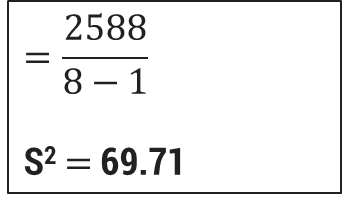 = 2588
8 − 1
S² = 69.71